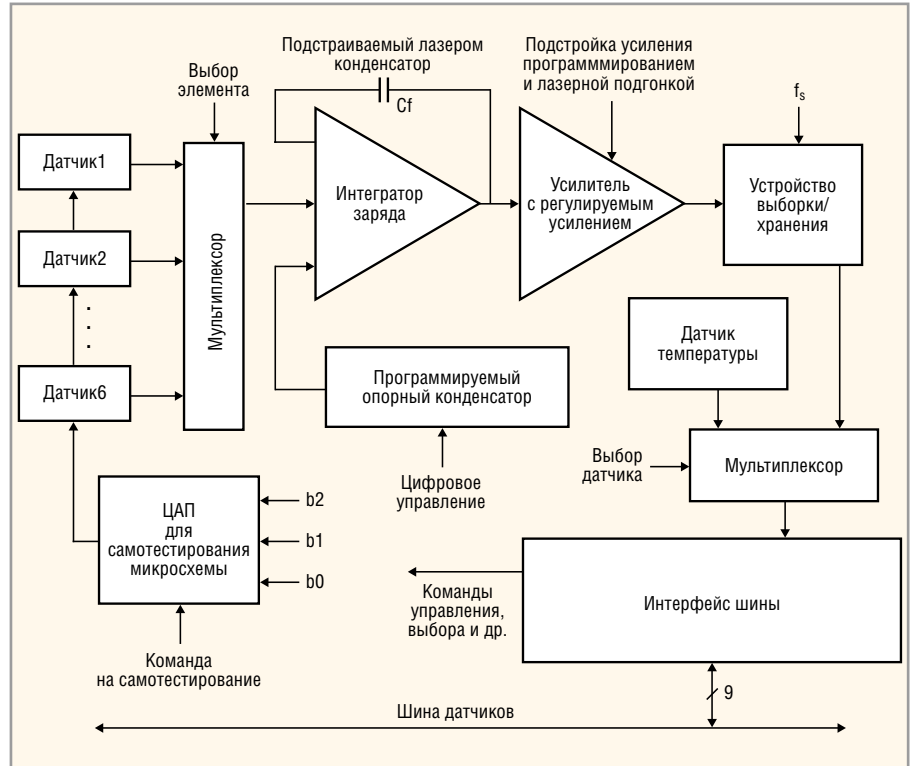 Подстраиваемый лазером
конденсатор
Cf
Подстройка усиления
программмированием
и лазерной подгонкой
Выбор
элемента
fs
Датчик1
Датчик2
. . .
Датчик6
Мультиплексор
Интегратор
заряда
Усилитель
с регулируемым
усилением
Устройство
выборки/
хранения
Датчик
температуры
Программируемый
опорный конденсатор
Цифровое
управление
Выбор
датчика
Мультиплексор
ЦАП
для
самотестирования
микросхемы
b2
b1
b0
Команда
на самотестирование
Команды
управления,
выбора и др.
Интерфейс шины
9
Шина датчиков